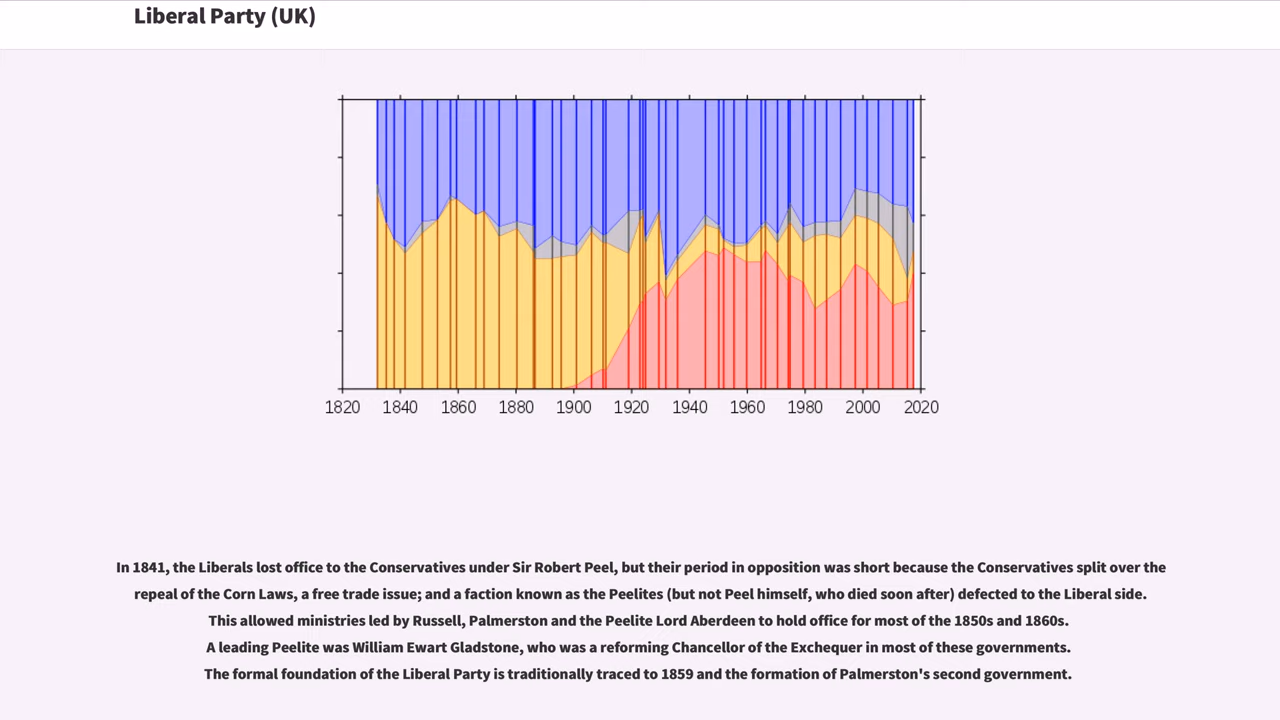 Liberal Party (UK)
1820 1840 1860 1880 1900 1920 1940 1960 1980 2000 2020
In 1841, the Liberals lost office to the Conservatives under Sir Robert Peel, but their period in opposition was short because the Conservatives split over the
repeal of the Corn Laws, a free trade issue; and a faction known as the Peelites (but not Peel himself, who died soon after) defected to the Liberal side.
This allowed ministries led by Russell, Palmerston and the Peelite Lord Aberdeen to hold office for most of the 1850s and 1860s.
A leading Peelite was William Ewart Gladstone, who was a reforming Chancellor of the Exchequer in most of these governments.
The formal foundation of the Liberal Party is traditionally traced to 1859 and the formation of Palmerston's second government.